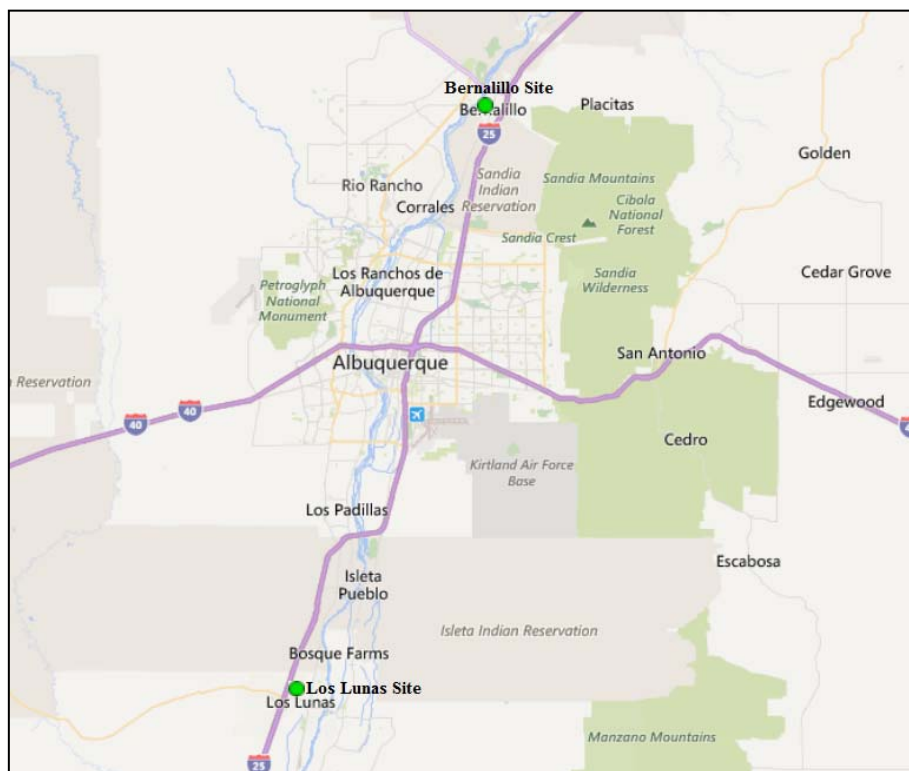 Bernalillo Site
Bernalillo
Placitas
25
Golden
Sandia
Indian
Reservation
Sandia Mountains
Cibola
National
Forest
Rio Rancho
Corrales
Sandia Crest
Los Ranchos de
Albuquerque
Petroglyph
National
Monument
Sandia
Wilderness
Cedar Grove
Albuquerque
San Antonio
n Reservation
40
40
Edgewood
4
Cedro
Kirtland Air Force
Base
Los Padillas
Escabosa
Isleta
Pueblo
Isleta Indian Reservation
Bosque Farms
Los Lunas Site
Los Lunas
Manzano Mountains
25